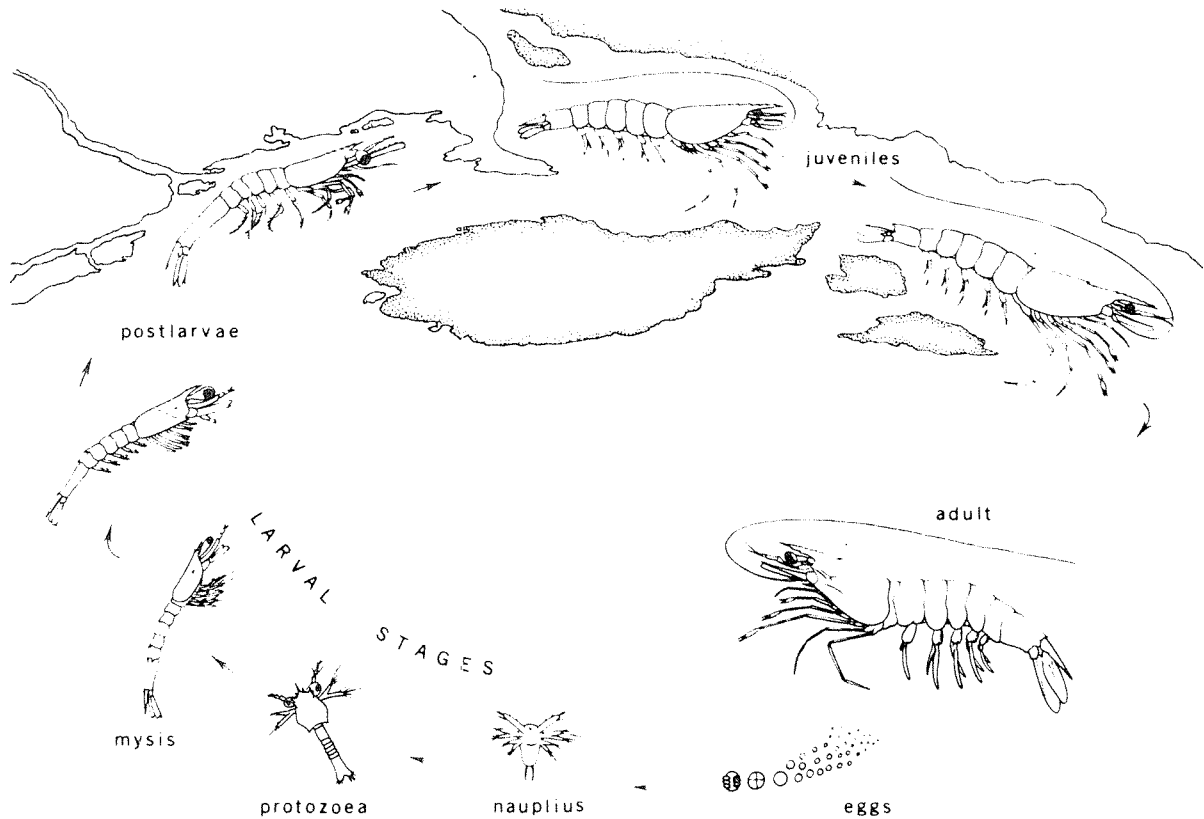 juveniles
postlarvae
adult
LARVAL STAGES
mysis
protozoea
nauplius
eggs